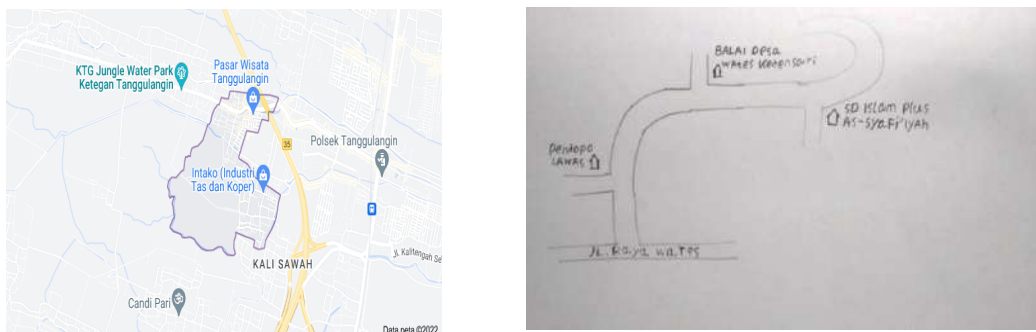 KTG Jungle Water Park
Ketegan Tanggulangin
Pasar Wisata
Tanggulangin
35
Polsek Tanggulangin
Intako (Industri
Tas dan Koper)
JL. Kalitengah Se
KALI SAWAH
Candi Pari
Data peta ©2022
BALAI Desa
WATES Kedensari
SD Islam Plus
AS-SyaFi'iyAh
Pendopo
LAWAS
JL. Raya wates